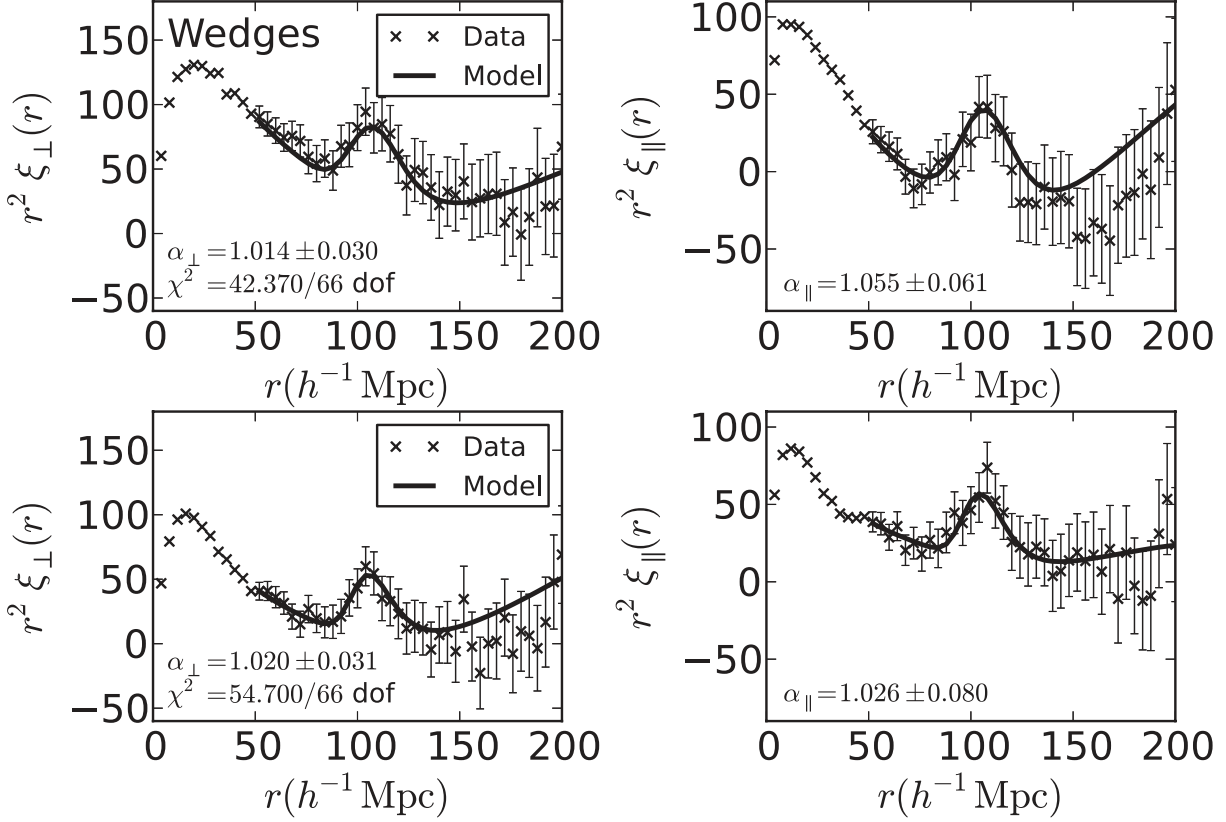 Wedges
Data
Model
α⊥=1.014±0.030
χ²=42.370/66 dof
r² ξ⊥(r)
150
100
50
0
−50
0 50 100 150 200
r(h⁻¹ Mpc)
α∥=1.055±0.061
r² ξ∥(r)
100
50
0
−50
0 50 100 150 200
r(h⁻¹ Mpc)
Data
Model
α⊥=1.020±0.031
χ²=54.700/66 dof
r² ξ⊥(r)
150
100
50
0
−50
0 50 100 150 200
r(h⁻¹ Mpc)
α∥=1.026±0.080
r² ξ∥(r)
100
50
0
−50
0 50 100 150 200
r(h⁻¹ Mpc)